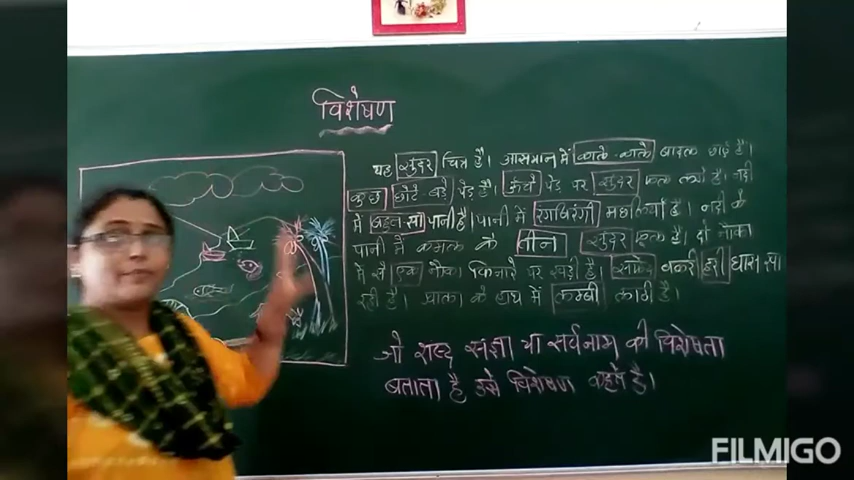 विशेषण
यह सुंदर चित्र है। आसमान में काले-काले बादल छाए है।
कुछ छोटे-बड़े पेड़ है। ऊँचे पेड़ पर सुंदर फल लगे है। नदी
में बहुत सा पानी है। पानी में रंगबिरंगी मछलियाँ है। नदी के
पानी में कमल के तीन सुंदर फूल है। दो नौका
में से एक नौका किनारे पर खड़ी है। सफेद बकरी हरी घास खा
रही है। के हाथ में लम्बी लाठी है।
जो शब्द संज्ञा या सर्वनाम की विशेषता
बताता है उसे विशेषण कहते है।
FILMIGO